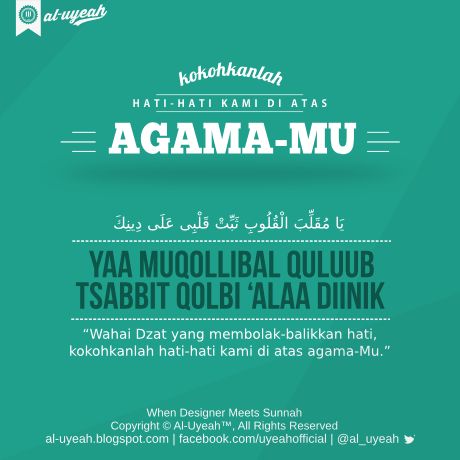 al-uyeah
kokohkanlah
HATI-HATI KAMI DI ATAS
AGAMA-MU
يَا مُقَلِّبَ الْقُلُوبِ ثَبِّتْ قَلْبِى عَلَى دِينِكَ
YAA MUQOLLIBAL QULUUB
TSABBIT QOLBI ‘ALAA DIINIK
“Wahai Dzat yang membolak-balikkan hati,
kokohkanlah hati-hati kami di atas agama-Mu.”
When Designer Meets Sunnah
Copyright © Al-Uyeah™, All Rights Reserved
al-uyeah.blogspot.com | facebook.com/uyeahofficial | @al_uyeah